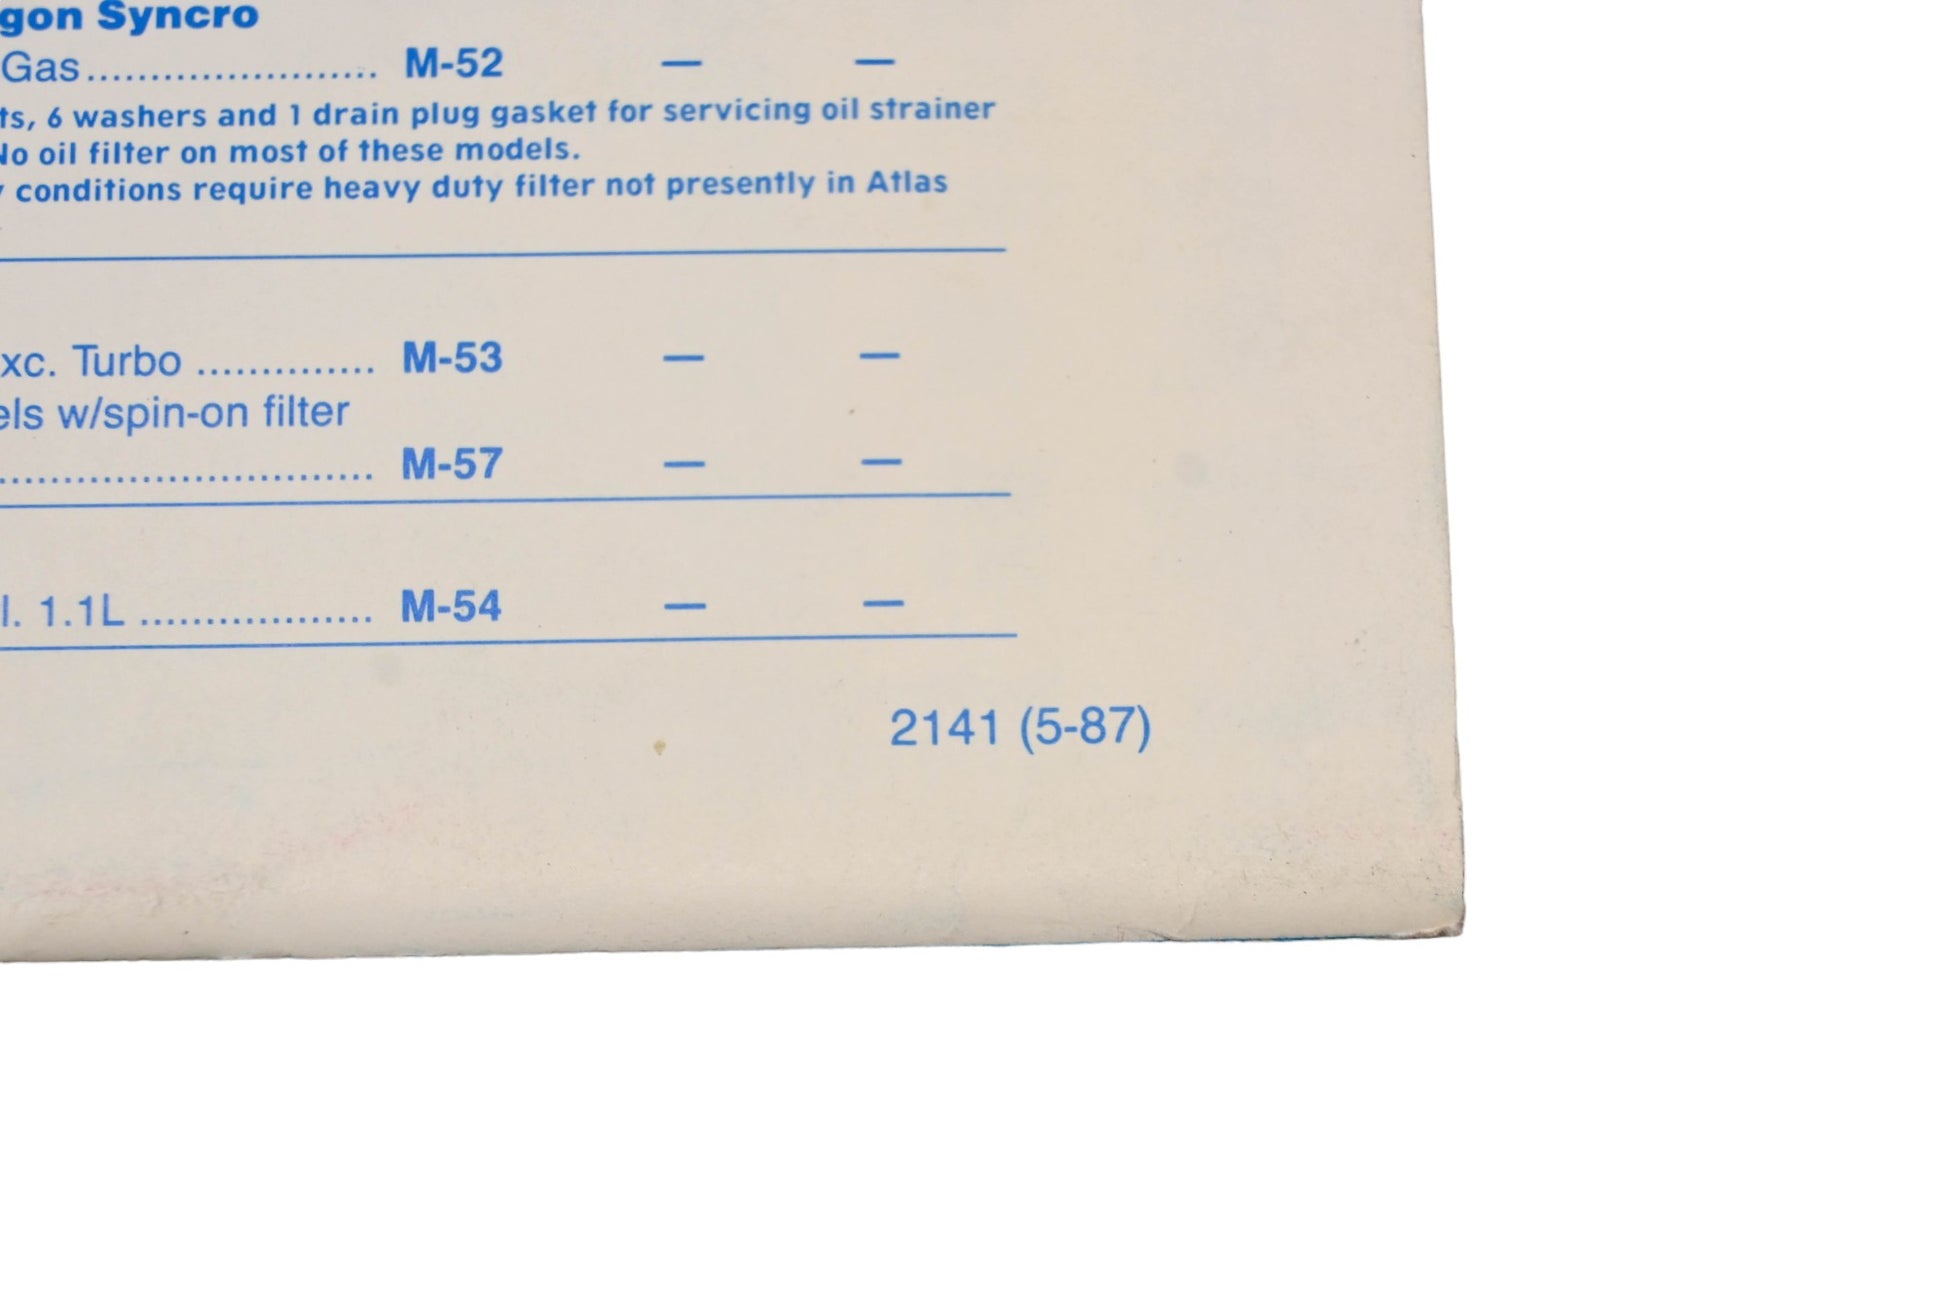 gon Syncro
Gas........................ M-52 — —
ts, 6 washers and 1 drain plug gasket for servicing oil strainer
No oil filter on most of these models.
conditions require heavy duty filter not presently in Atlas
xc. Turbo .............. M-53 — —
els w/spin-on filter
............................. M-57 — —
l. 1.1L .................. M-54 — —
2141 (5-87)